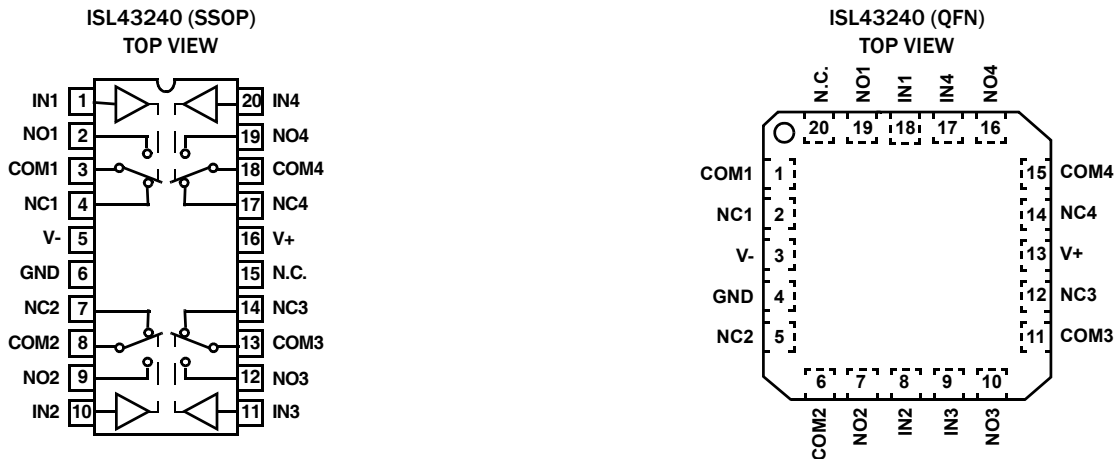 ISL43240 (SSOP)
TOP VIEW
IN1 1
20 IN4
NO1 2
19 NO4
COM1 3
18 COM4
NC1 4
17 NC4
V- 5
16 V+
GND 6
15 N.C.
NC2 7
14 NC3
COM2 8
13 COM3
NO2 9
12 NO3
IN2 10
11 IN3
ISL43240 (QFN)
TOP VIEW
N.C.
NO1
IN1
IN4
NO4
20
19
18
17
16
COM1 1
15 COM4
NC1 2
14 NC4
V- 3
13 V+
GND 4
12 NC3
NC2 5
11 COM3
6
7
8
9
10
COM2
NO2
IN2
IN3
NO3